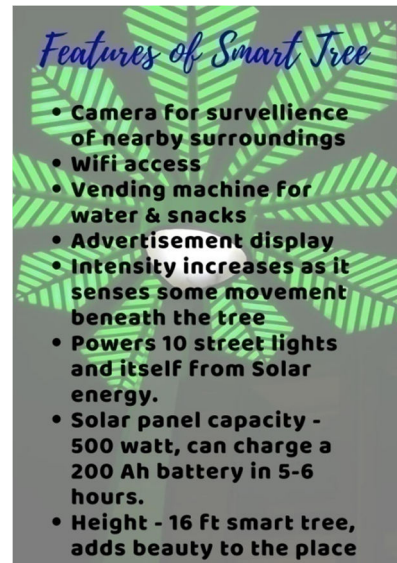 Features of Smart Tree
• Camera for survellience
of nearby surroundings
• Wifi access
• Vending machine for
water & snacks
• Advertisement display
• Intensity increases as it
senses some movement
beneath the tree
• Powers 10 street lights
and itself from Solar
energy.
• Solar panel capacity -
500 watt, can charge a
200 Ah battery in 5-6
hours.
• Height - 16 ft smart tree,
adds beauty to the place